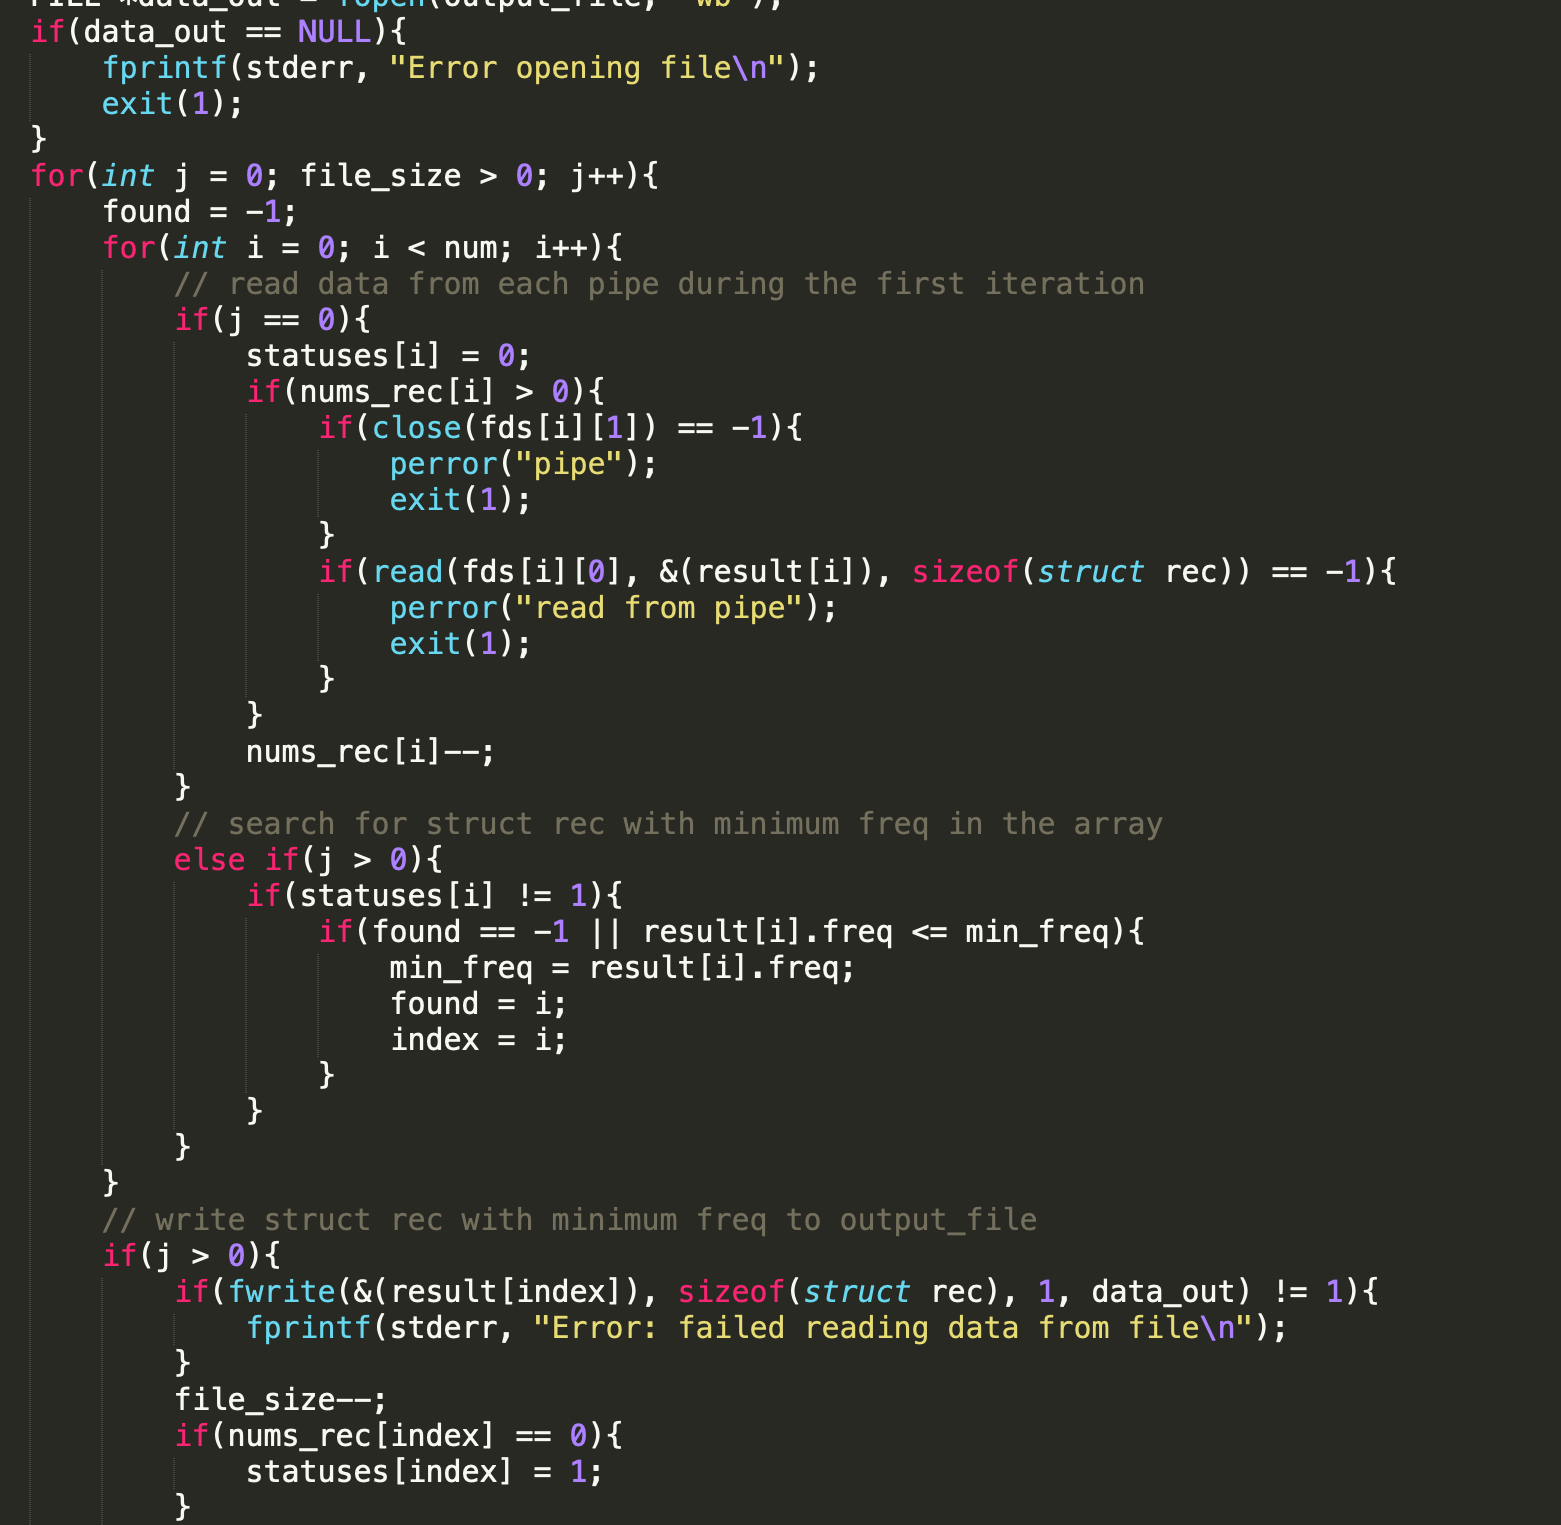 FILE *data_out = fopen(output_file, "wb");
if(data_out == NULL){
    fprintf(stderr, "Error opening file\n");
    exit(1);
}
for(int j = 0; file_size > 0; j++){
    found = -1;
    for(int i = 0; i < num; i++){
        // read data from each pipe during the first iteration
        if(j == 0){
            statuses[i] = 0;
            if(nums_rec[i] > 0){
                if(close(fds[i][1]) == -1){
                    perror("pipe");
                    exit(1);
                }
                if(read(fds[i][0], &(result[i]), sizeof(struct rec)) == -1){
                    perror("read from pipe");
                    exit(1);
                }
            }
            nums_rec[i]--;
        }
        // search for struct rec with minimum freq in the array
        else if(j > 0){
            if(statuses[i] != 1){
                if(found == -1 || result[i].freq <= min_freq){
                    min_freq = result[i].freq;
                    found = i;
                    index = i;
                }
            }
        }
    }
    // write struct rec with minimum freq to output_file
    if(j > 0){
        if(fwrite(&(result[index]), sizeof(struct rec), 1, data_out) != 1){
            fprintf(stderr, "Error: failed reading data from file\n");
        }
        file_size--;
        if(nums_rec[index] == 0){
            statuses[index] = 1;
        }